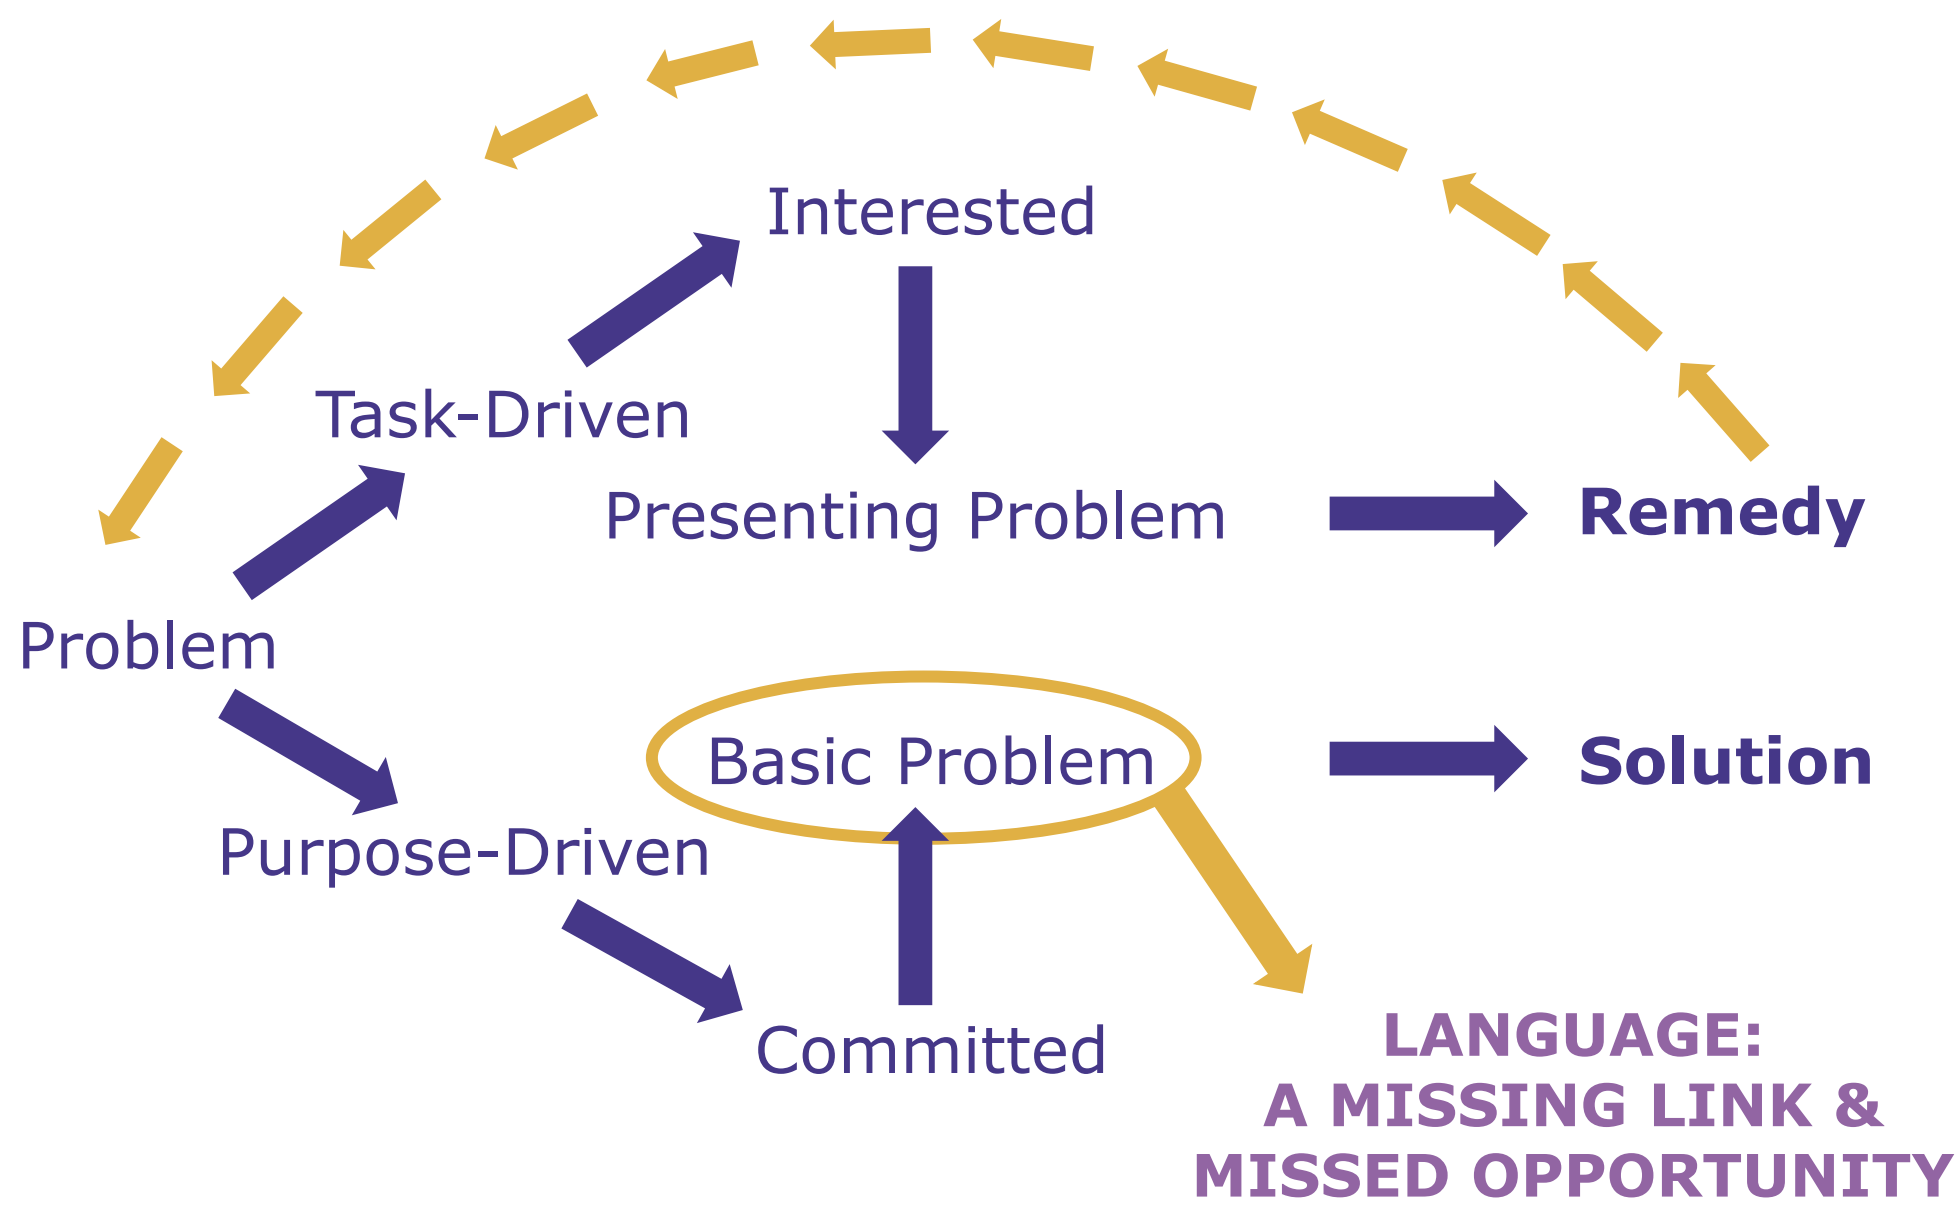 Interested
Task-Driven
Presenting Problem
Remedy
Problem
Basic Problem
Solution
Purpose-Driven
Committed
LANGUAGE:
A MISSING LINK &
MISSED OPPORTUNITY